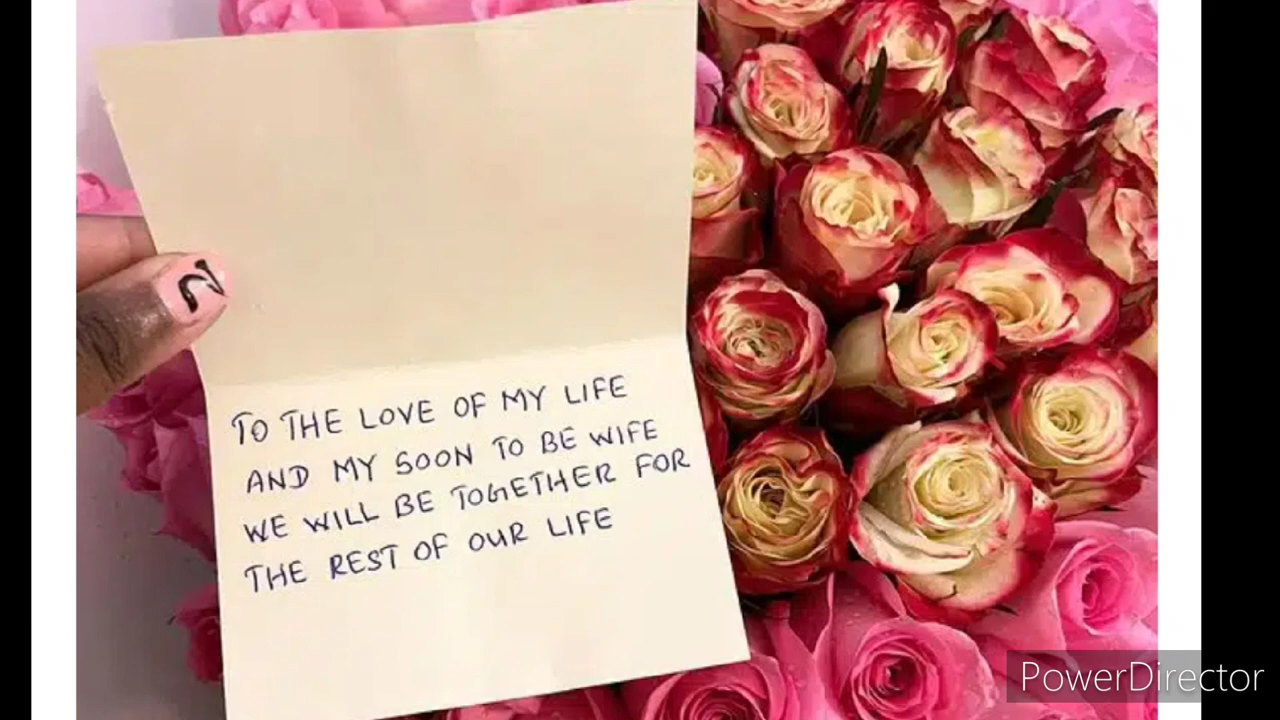 TO THE LOVE OF MY LIFE
AND MY SOON TO BE WIFE
WE WILL BE TOGETHER FOR
THE REST OF OUR LIFE
PowerDirector